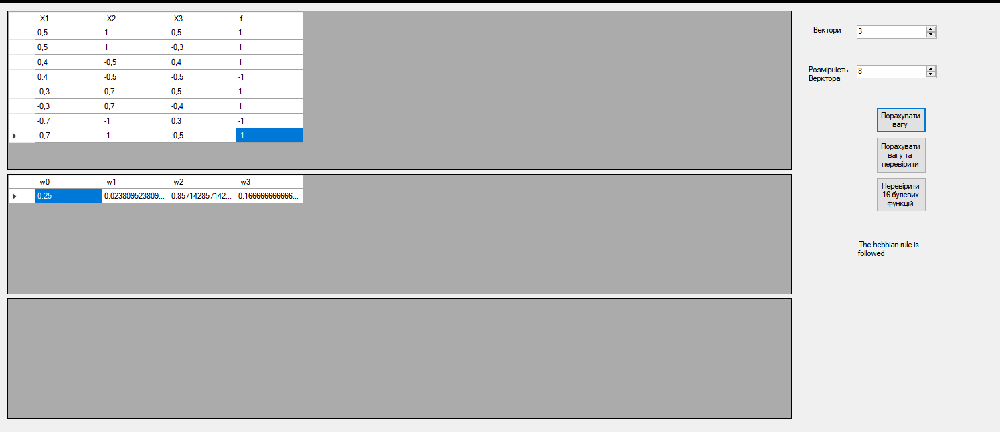 X1 X2 X3 f
0,5 1 0,5 1
0,5 1 -0,3 1
0,4 -0,5 0,4 1
0,4 -0,5 -0,5 -1
-0,3 0,7 0,5 1
-0,3 0,7 -0,4 1
-0,7 -1 0,3 -1
-0,7 -1 -0,5 -1
w0 w1 w2 w3
0,25 0,023809523809... 0,857142857142... 0,166666666666...
Вектори 3
Розмірність 8
Верктора
Порахувати
вагу
Порахувати
вагу та
перевірити
Перевірити
16 булевих
функцій
The hebbian rule is
followed